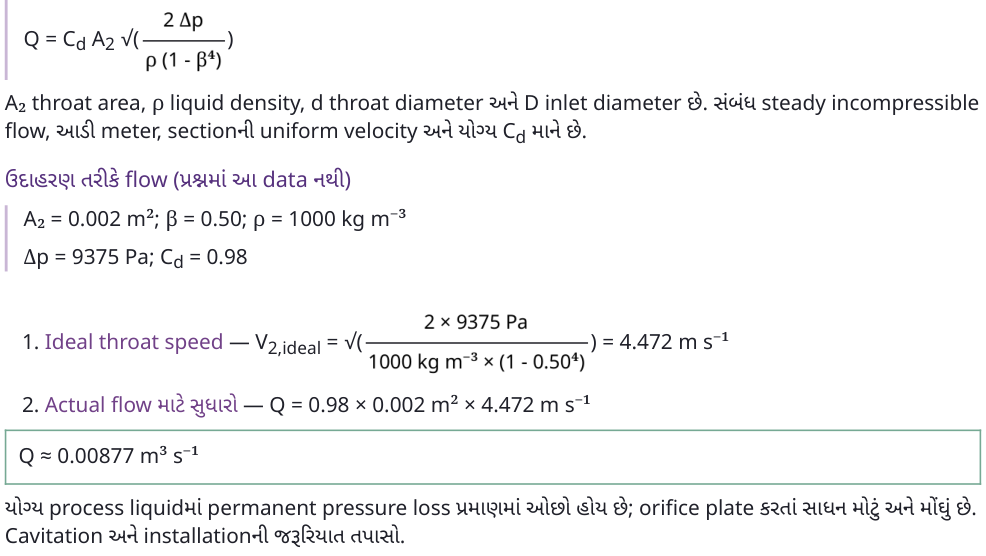 Q = Cd A₂ √(2 Δp / ρ (1 - β⁴))
A₂ throat area, ρ liquid density, d throat diameter અને D inlet diameter છે. સંબંધ steady incompressible
flow, આડી meter, sectionની uniform velocity અને યોગ્ય Cd માને છે.
ઉદાહરણ તરીકે flow (પ્રશ્નમાં આ data નથી)
A₂ = 0.002 m²; β = 0.50; ρ = 1000 kg m⁻³
Δp = 9375 Pa; Cd = 0.98
1. Ideal throat speed — V2,ideal = √(2 × 9375 Pa / 1000 kg m⁻³ × (1 - 0.50⁴)) = 4.472 m s⁻¹
2. Actual flow માટે સુધારો — Q = 0.98 × 0.002 m² × 4.472 m s⁻¹
Q ≈ 0.00877 m³ s⁻¹
યોગ્ય process liquidમાં permanent pressure loss પ્રમાણમાં ઓછો હોય છે; orifice plate કરતાં સાધન મોટું અને મોંઘું છે.
Cavitation અને installationની જરૂરિયાત તપાસો.